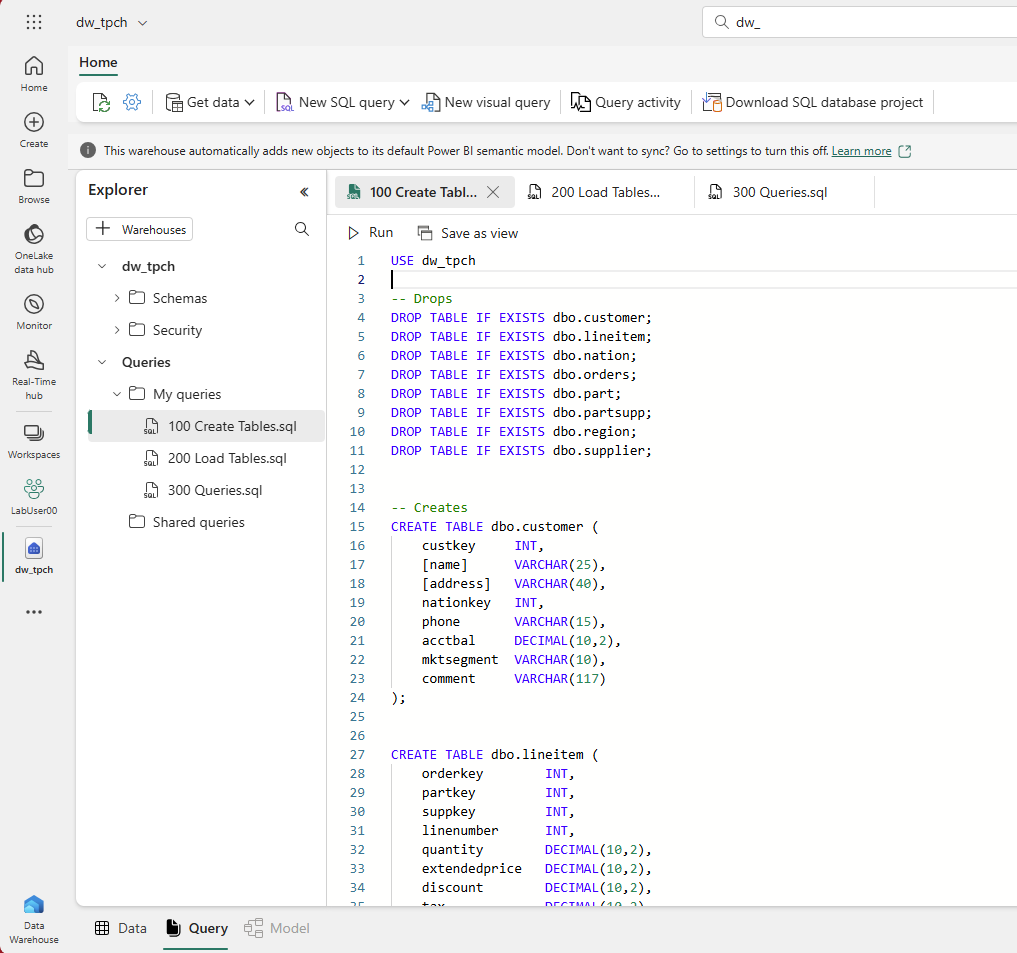 dw_tpch
dw_
Home
Create
Browse
OneLake
data hub
Monitor
Real-Time
hub
Workspaces
LabUser00
dw_tpch
Data
Warehouse
Home
Get data
New SQL query
New visual query
Query activity
Download SQL database project
This warehouse automatically adds new objects to its default Power BI semantic model. Don't want to sync? Go to settings to turn this off. Learn more
Explorer
Warehouses
dw_tpch
Schemas
Security
Queries
My queries
100 Create Tables.sql
200 Load Tables.sql
300 Queries.sql
Shared queries
100 Create Tabl...
200 Load Tables...
300 Queries.sql
Run
Save as view
1 USE dw_tpch
2
3 -- Drops
4 DROP TABLE IF EXISTS dbo.customer;
5 DROP TABLE IF EXISTS dbo.lineitem;
6 DROP TABLE IF EXISTS dbo.nation;
7 DROP TABLE IF EXISTS dbo.orders;
8 DROP TABLE IF EXISTS dbo.part;
9 DROP TABLE IF EXISTS dbo.partsupp;
10 DROP TABLE IF EXISTS dbo.region;
11 DROP TABLE IF EXISTS dbo.supplier;
12
13
14 -- Creates
15 CREATE TABLE dbo.customer (
16 custkey INT,
17 [name] VARCHAR(25),
18 [address] VARCHAR(40),
19 nationkey INT,
20 phone VARCHAR(15),
21 acctbal DECIMAL(10,2),
22 mktsegment VARCHAR(10),
23 comment VARCHAR(117)
24 );
25
26
27 CREATE TABLE dbo.lineitem (
28 orderkey INT,
29 partkey INT,
30 suppkey INT,
31 linenumber INT,
32 quantity DECIMAL(10,2),
33 extendedprice DECIMAL(10,2),
34 discount DECIMAL(10,2),
35 tax DECIMAL(10,2)
Data
Query
Model